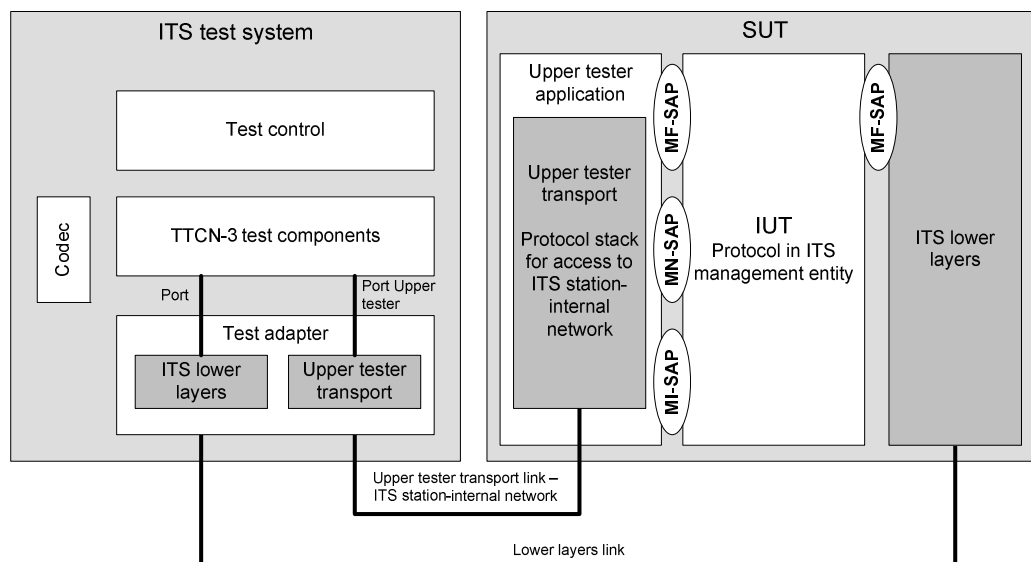 ITS test system
Test control
Codec
TTCN-3 test components
Port
Port Upper
tester
Test adapter
ITS lower
layers
Upper tester
transport
SUT
Upper tester
application
Upper tester
transport
Protocol stack
for access to
ITS station-
internal
network
MF-SAP
MN-SAP
MI-SAP
IUT
Protocol in ITS
management entity
MF-SAP
ITS lower
layers
Upper tester transport link –
ITS station-internal network
Lower layers link